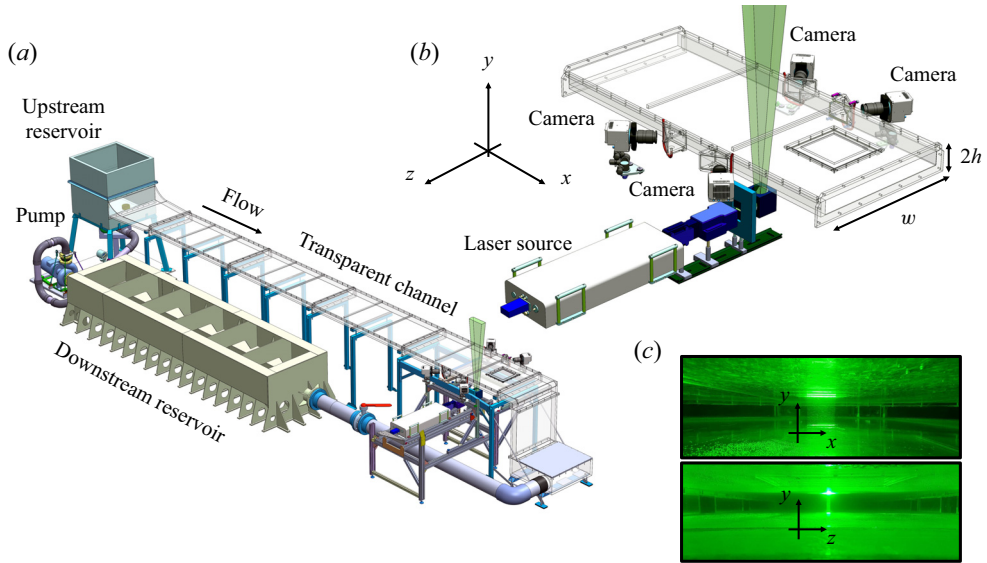 (a)
Upstream
reservoir
Pump
Flow
Transparent channel
Downstream reservoir
(b)
y
z
x
Camera
Camera
Camera
Camera
Laser source
2h
w
(c)
y
x
y
z